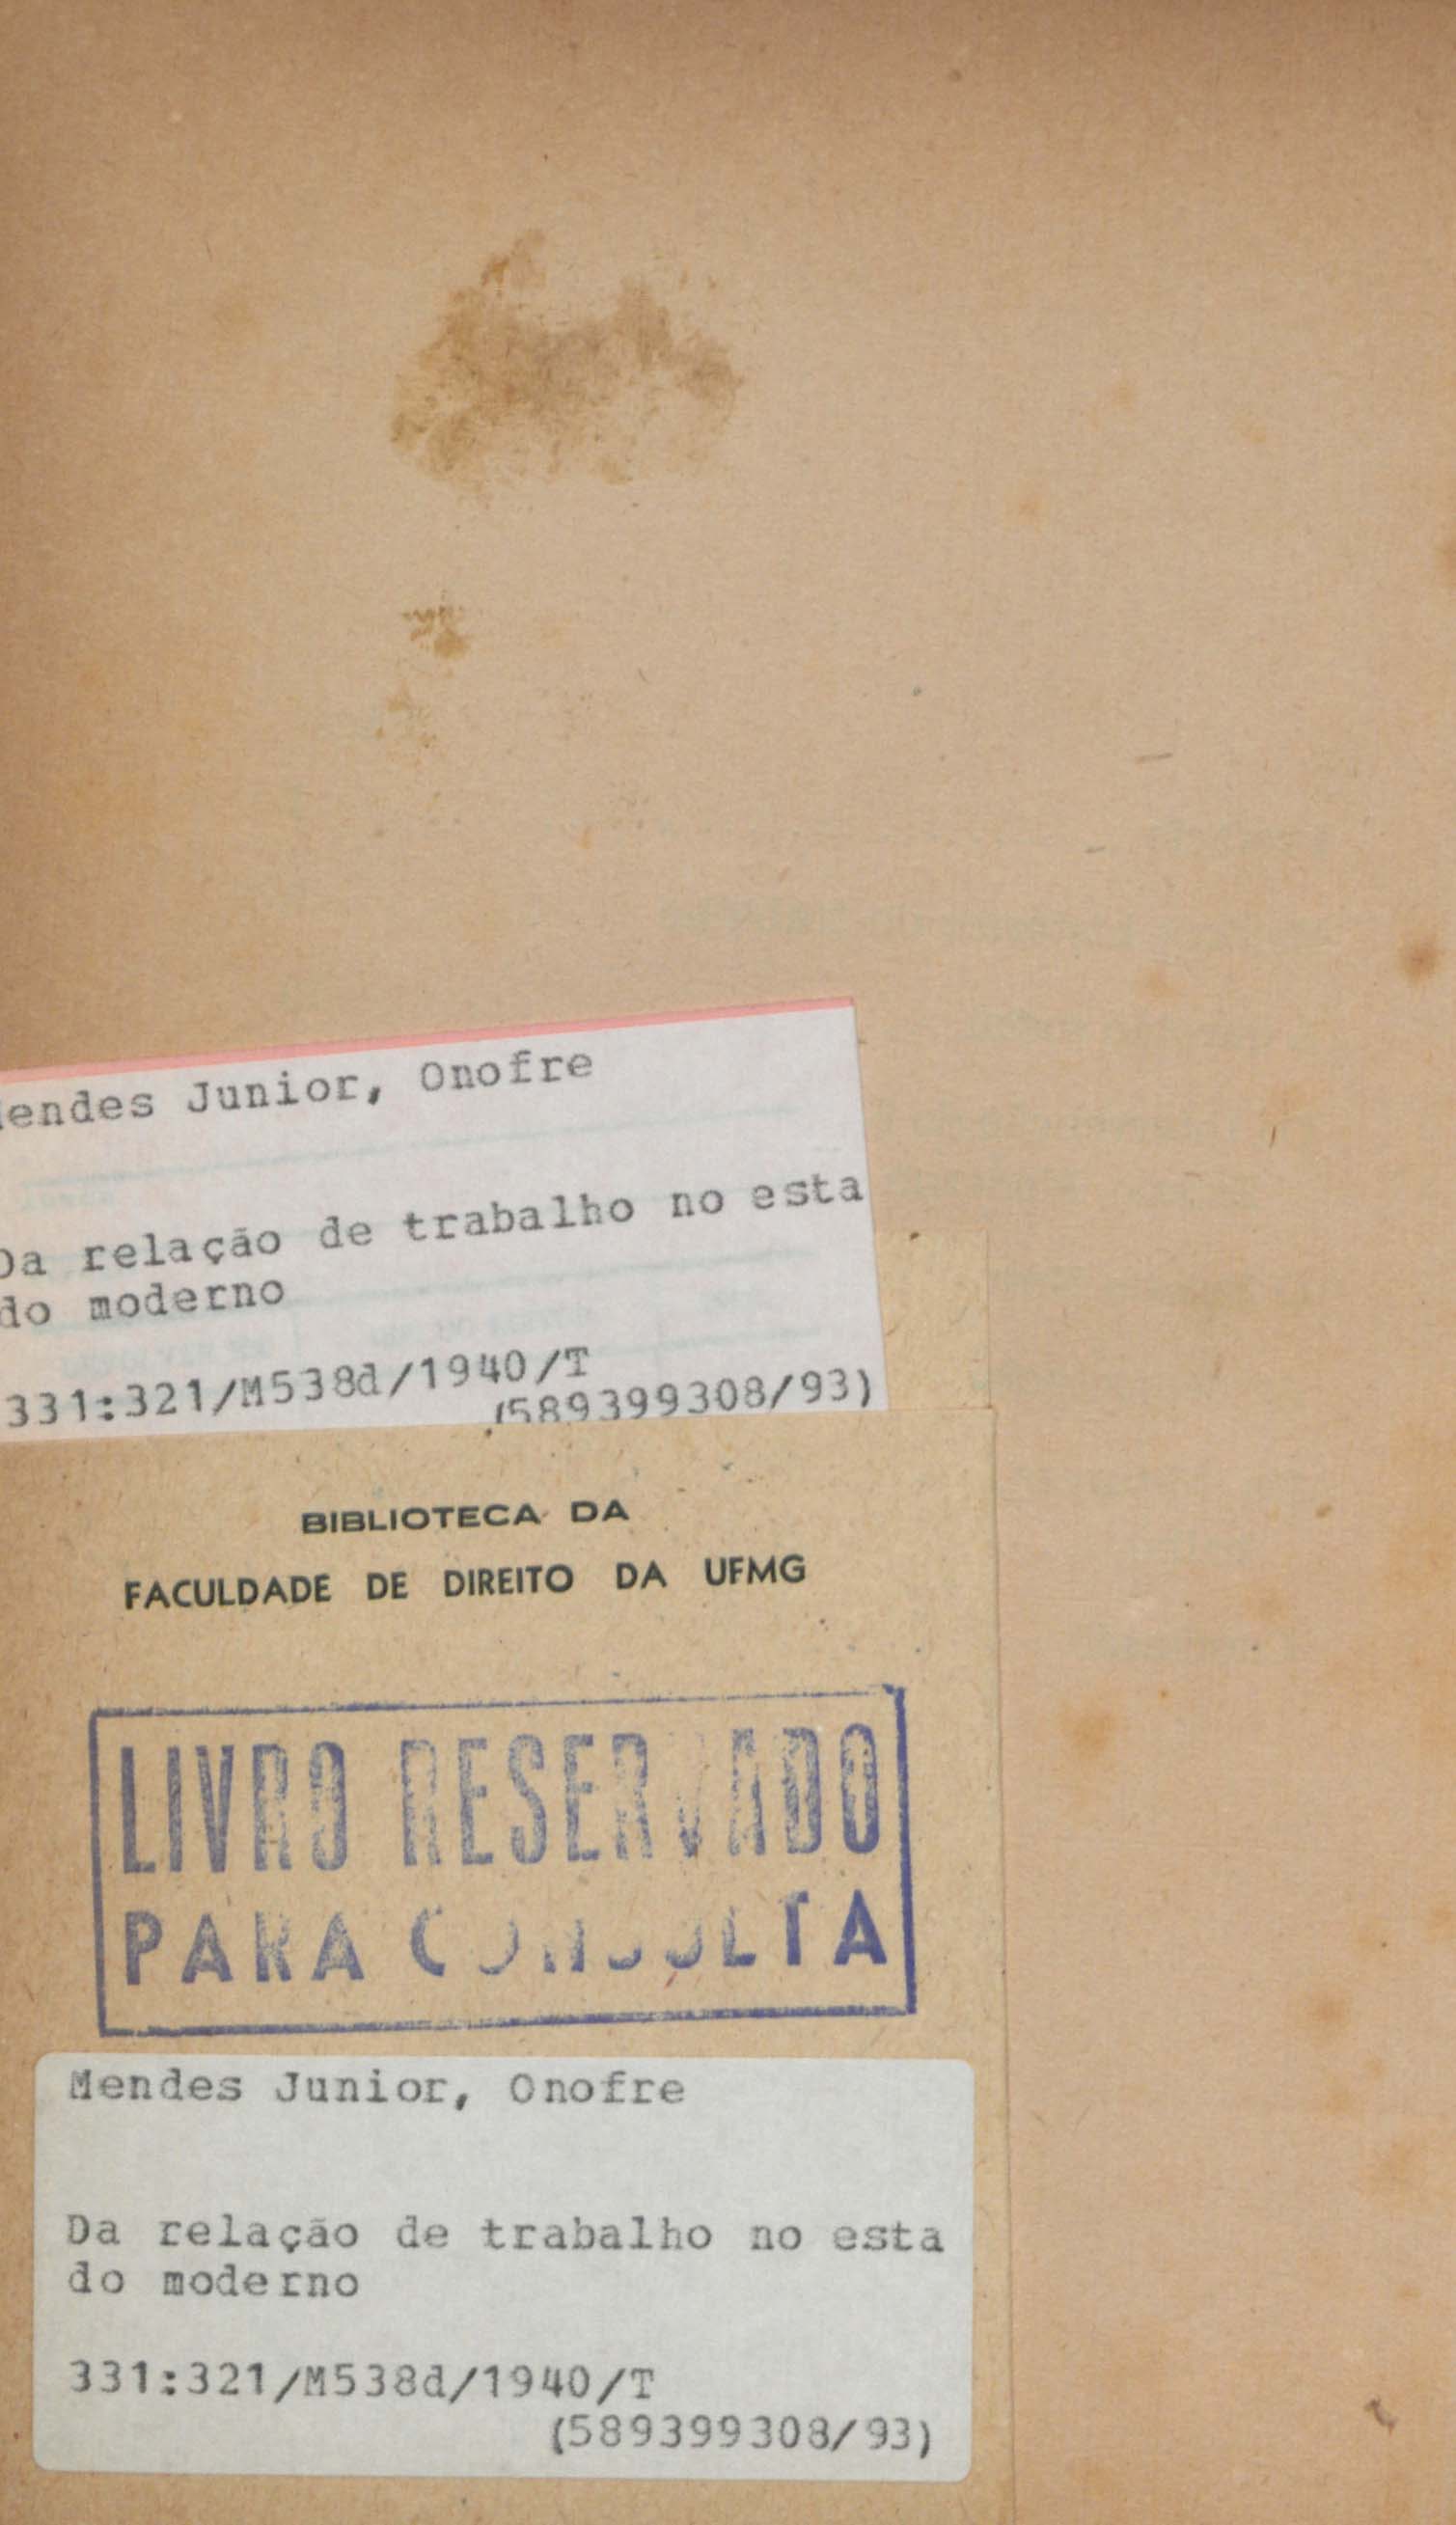 Mendes Junior, Onofre
Da relação de trabalho no esta
do moderno
331:321/M538d/1940/T
(589399308/93)
BIBLIOTECA DA
FACULDADE DE DIREITO DA UFMG
LIVRO RESERVADO
PARA CONSULTA
Mendes Junior, Onofre
Da relação de trabalho no esta
do moderno
331:321/M538d/1940/T
(589399308/93)